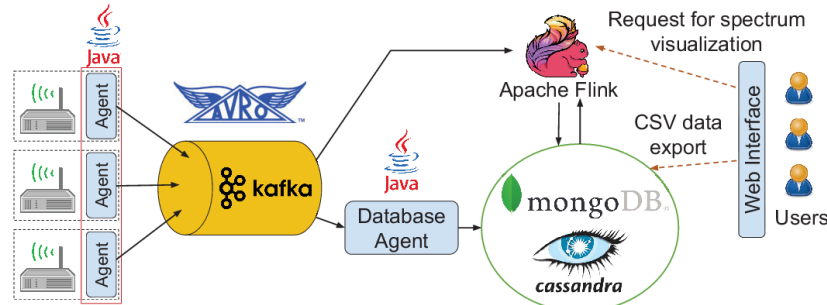 Java
Agent
Agent
Agent
AVRO
TM
kafka
Java
Database
Agent
Apache Flink
mongoDB
cassandra
Request for spectrum
visualization
CSV data
export
Web Interface
Users